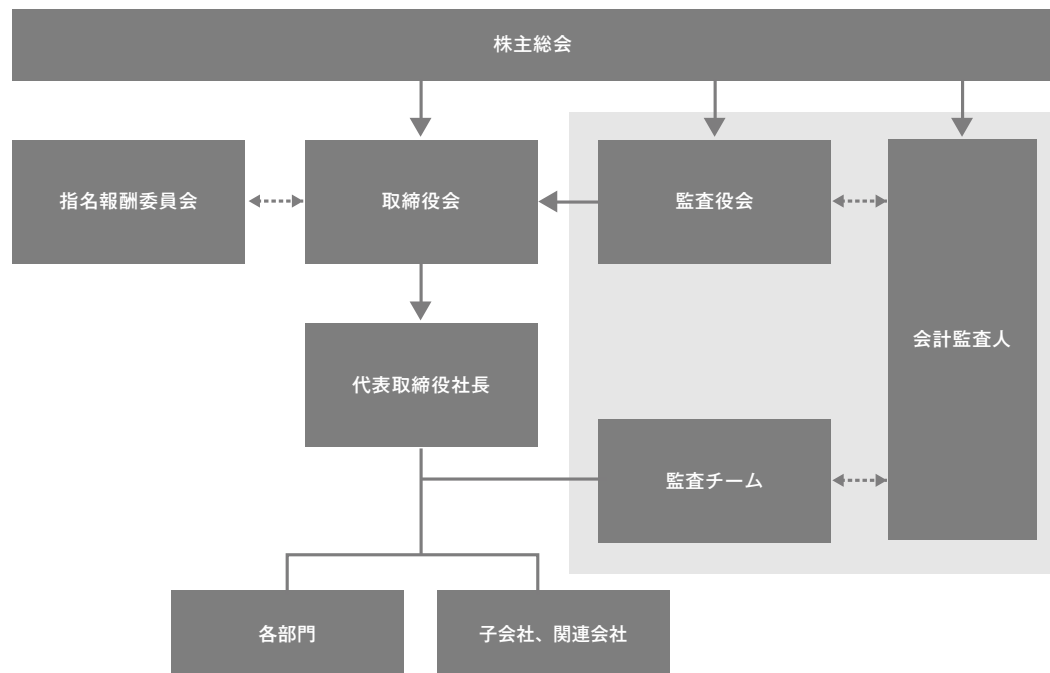 株主総会
指名報酬委員会
取締役会
監査役会
会計監査人
代表取締役社長
監査チーム
各部門
子会社、関連会社